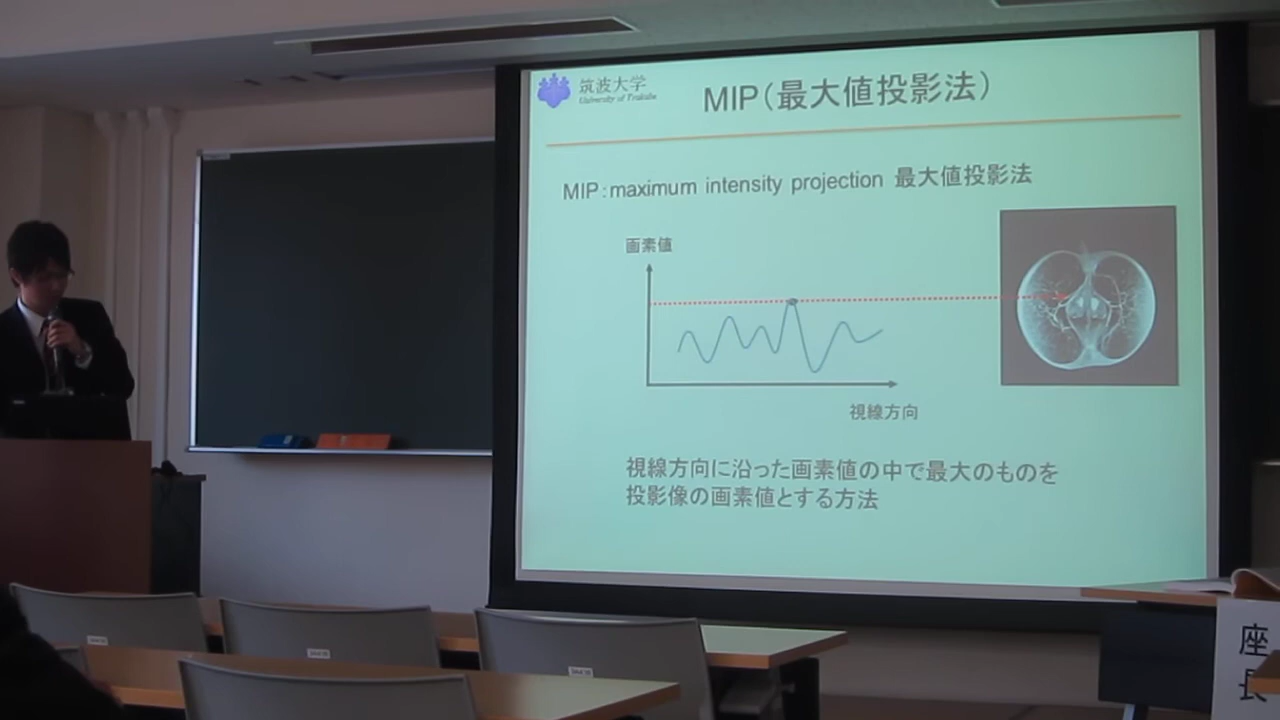 筑波大学
University of Tsukuba
MIP（最大値投影法）
MIP：maximum intensity projection 最大値投影法
画素値
視線方向
視線方向に沿った画素値の中で最大のものを
投影像の画素値とする方法
座長